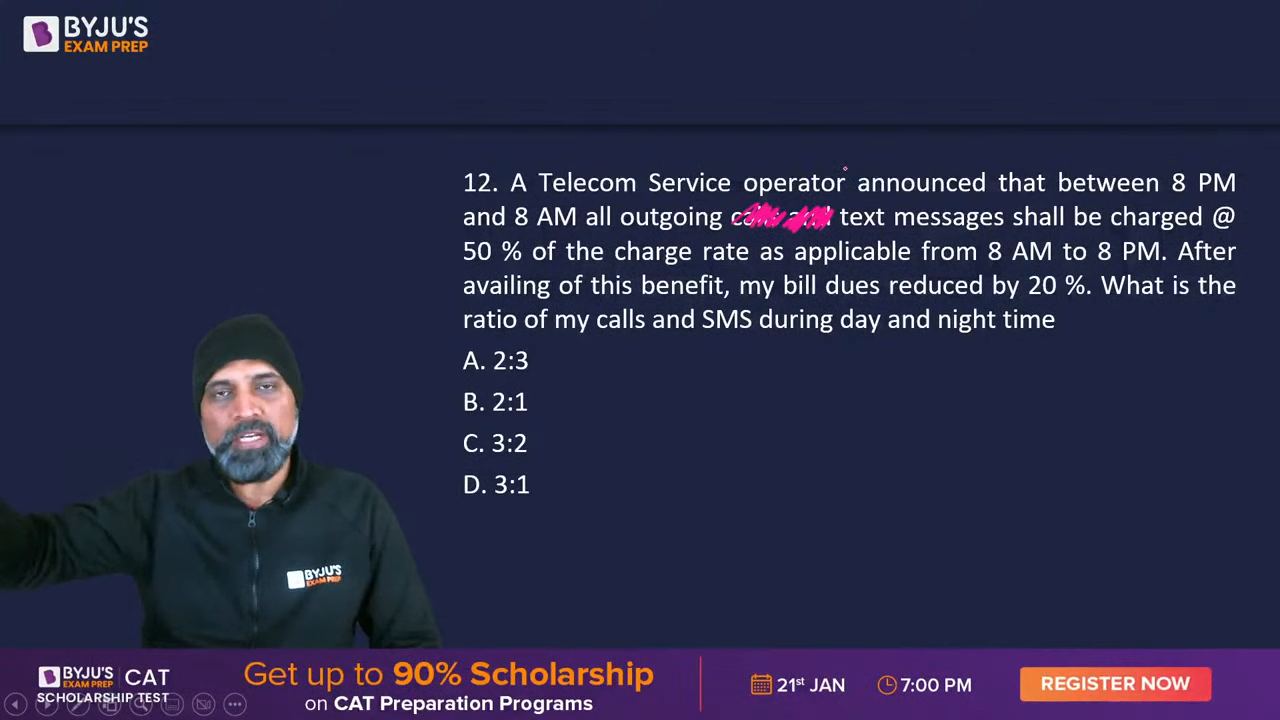 BYJU'S
EXAM PREP
12. A Telecom Service operator announced that between 8 PM
and 8 AM all outgoing text messages shall be charged @
50 % of the charge rate as applicable from 8 AM to 8 PM. After
availing of this benefit, my bill dues reduced by 20 %. What is the
ratio of my calls and SMS during day and night time
A. 2:3
B. 2:1
C. 3:2
D. 3:1
BYJU'S
EXAM PREP
BYJU'S
EXAM PREP
CAT
SCHOLARSHIP TEST
Get up to 90% Scholarship
on CAT Preparation Programs
21st JAN
7:00 PM
REGISTER NOW